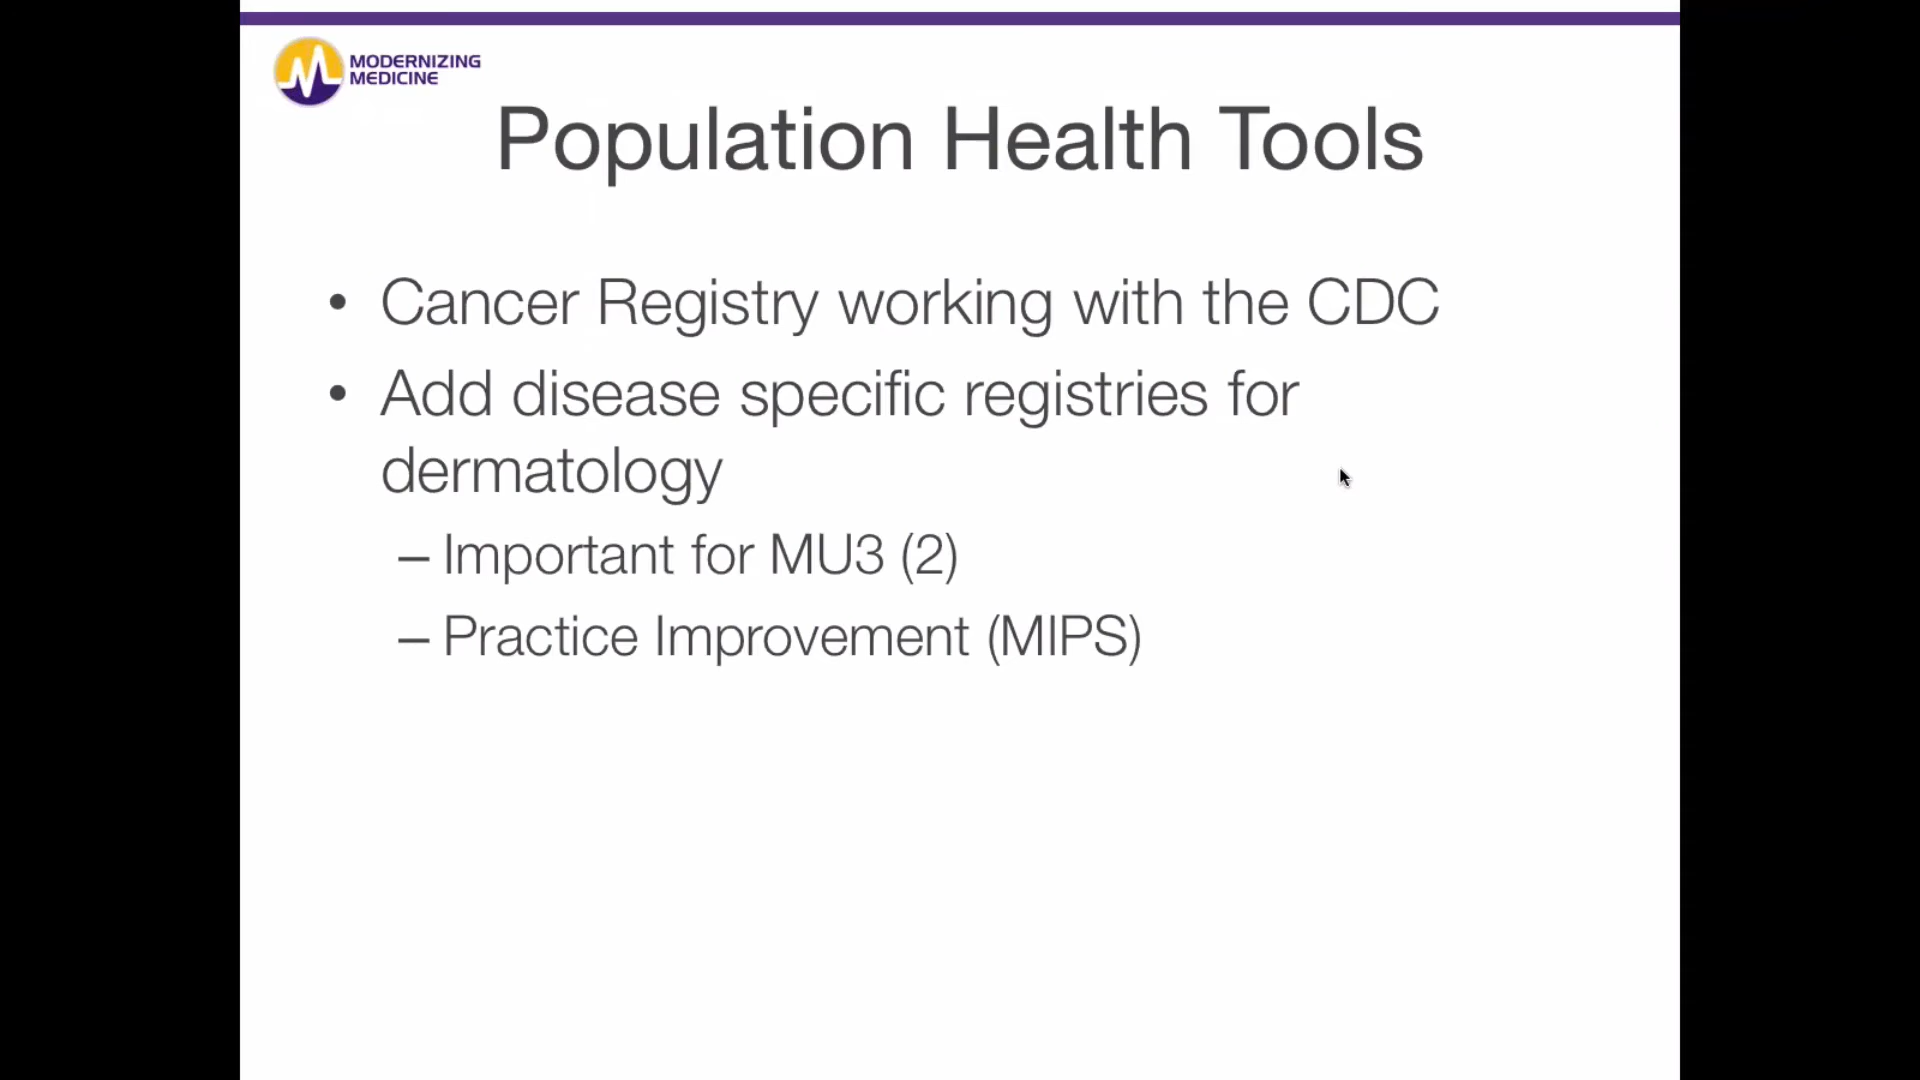 MODERNIZING
MEDICINE
Population Health Tools
• Cancer Registry working with the CDC
• Add disease specific registries for
dermatology
– Important for MU3 (2)
– Practice Improvement (MIPS)